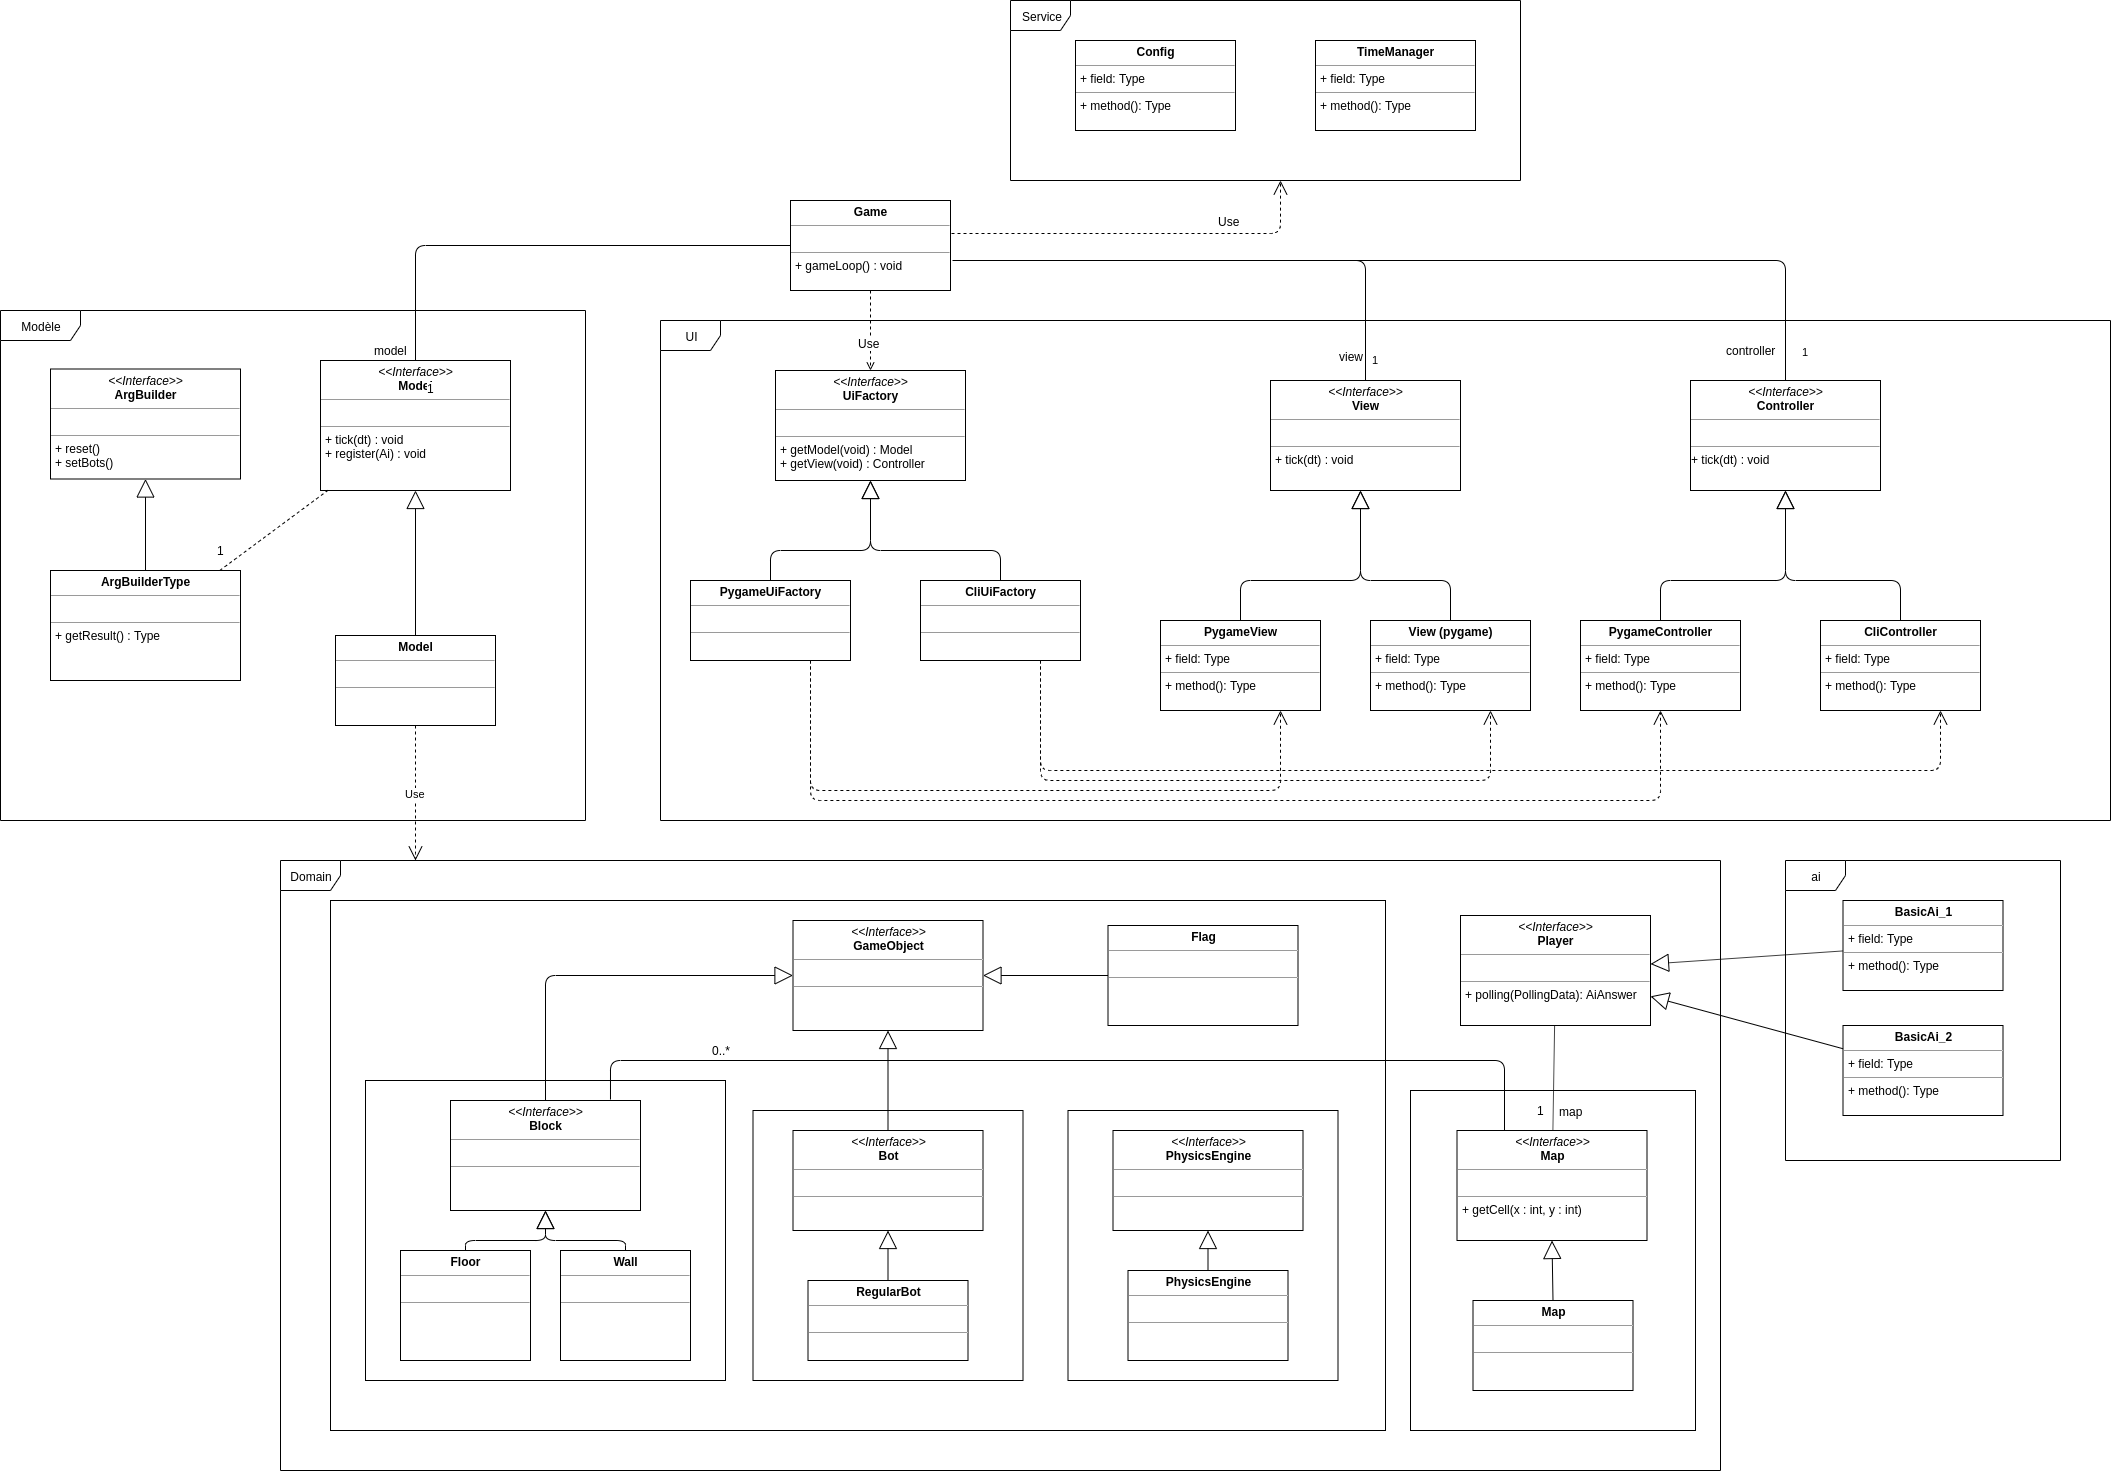 Service
Config
+ field: Type
+ method(): Type
TimeManager
+ field: Type
+ method(): Type
Game
+ gameLoop() : void
Use
Modèle
model
<<Interface>>
ArgBuilder
+ reset()
+ setBots()
<<Interface>>
Model
1
+ tick(dt) : void
+ register(Ai) : void
1
ArgBuilderType
+ getResult() : Type
Model
Use
UI
Use
<<Interface>>
UiFactory
+ getModel(void) : Model
+ getView(void) : Controller
view
1
<<Interface>>
View
+ tick(dt) : void
controller
1
<<Interface>>
Controller
+ tick(dt) : void
PygameUiFactory
CliUiFactory
PygameView
+ field: Type
+ method(): Type
View (pygame)
+ field: Type
+ method(): Type
PygameController
+ field: Type
+ method(): Type
CliController
+ field: Type
+ method(): Type
Domain
<<Interface>>
GameObject
Flag
<<Interface>>
Player
+ polling(PollingData): AiAnswer
ai
BasicAi_1
+ field: Type
+ method(): Type
BasicAi_2
+ field: Type
+ method(): Type
0..*
<<Interface>>
Block
Floor
Wall
<<Interface>>
Bot
RegularBot
<<Interface>>
PhysicsEngine
PhysicsEngine
1
map
<<Interface>>
Map
+ getCell(x : int, y : int)
Map